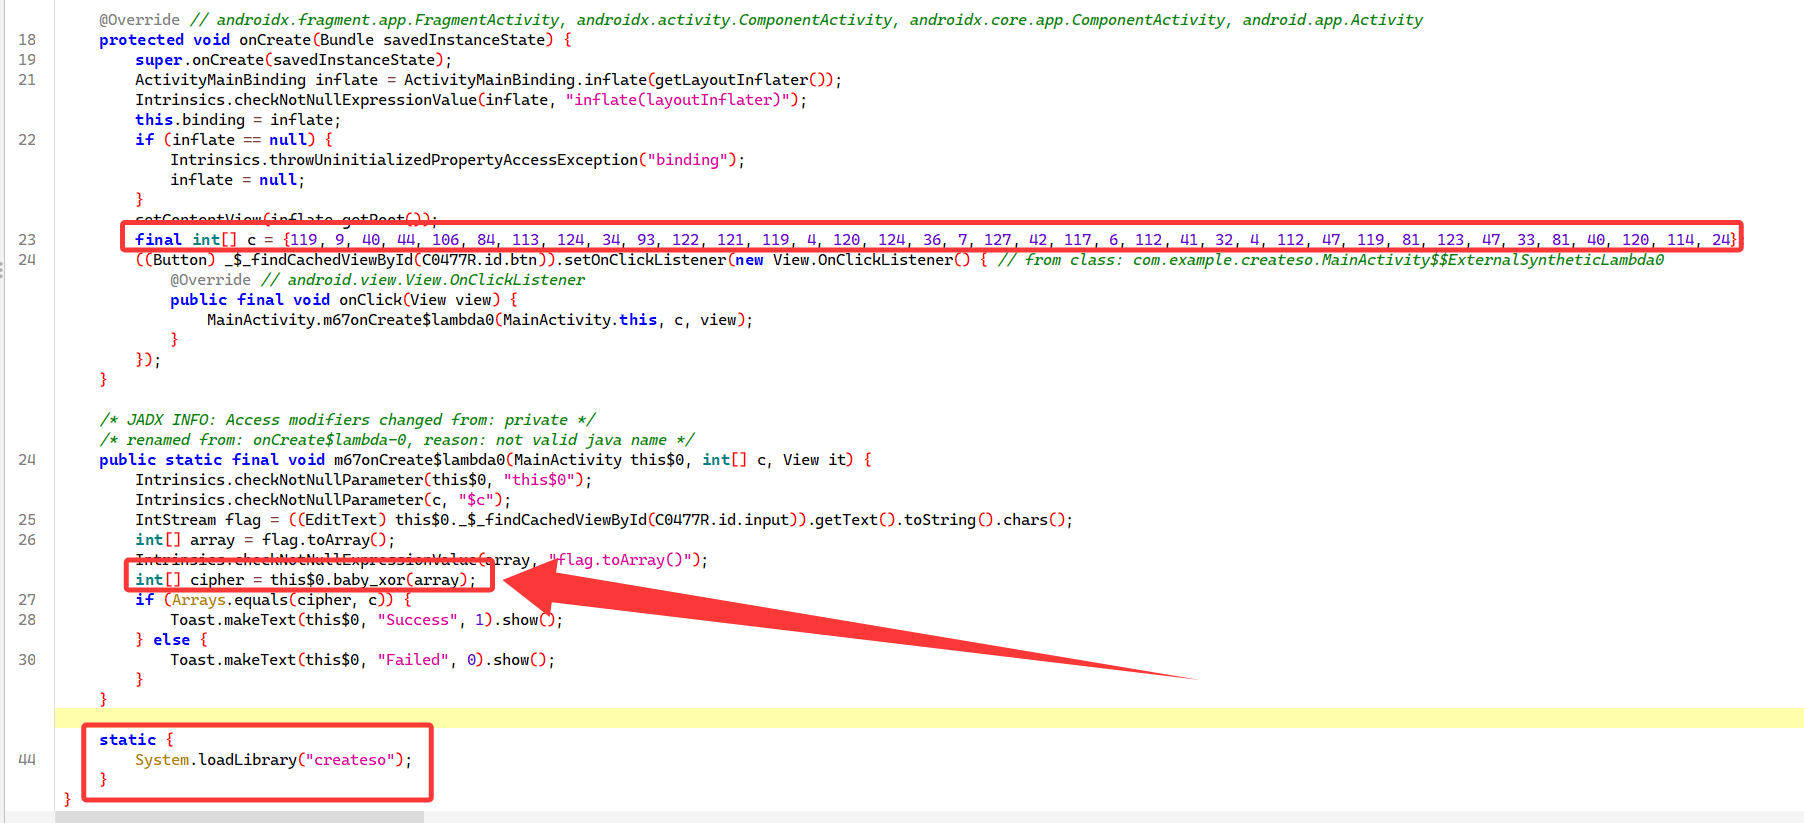 @Override // androidx.fragment.app.FragmentActivity, androidx.activity.ComponentActivity, androidx.core.app.ComponentActivity, android.app.Activity
18 protected void onCreate(Bundle savedInstanceState) {
19 super.onCreate(savedInstanceState);
21 ActivityMainBinding inflate = ActivityMainBinding.inflate(getLayoutInflater());
Intrinsics.checkNotNullExpressionValue(inflate, "inflate(layoutInflater)");
this.binding = inflate;
22 if (inflate == null) {
Intrinsics.throwUninitializedPropertyAccessException("binding");
inflate = null;
}
setContentView(inflate.getRoot());
23 final int[] c = {119, 9, 40, 44, 106, 84, 113, 124, 34, 93, 122, 121, 119, 4, 120, 124, 36, 7, 127, 42, 117, 6, 112, 41, 32, 4, 112, 47, 119, 81, 123, 47, 33, 81, 40, 120, 114, 24}
24 ((Button) _$_findCachedViewById(C0477R.id.btn)).setOnClickListener(new View.OnClickListener() { // from class: com.example.createso.MainActivity$$ExternalSyntheticLambda0
@Override // android.view.View.OnClickListener
public final void onClick(View view) {
MainActivity.m67onCreate$lambda0(MainActivity.this, c, view);
}
});
}
/* JADX INFO: Access modifiers changed from: private */
/* renamed from: onCreate$lambda-0, reason: not valid java name */
24 public static final void m67onCreate$lambda0(MainActivity this$0, int[] c, View it) {
Intrinsics.checkNotNullParameter(this$0, "this$0");
Intrinsics.checkNotNullParameter(c, "$c");
25 IntStream flag = ((EditText) this$0._$_findCachedViewById(C0477R.id.input)).getText().toString().chars();
26 int[] array = flag.toArray();
Intrinsics.checkNotNullExpressionValue(array, "flag.toArray()");
int[] cipher = this$0.baby_xor(array);
27 if (Arrays.equals(cipher, c)) {
28 Toast.makeText(this$0, "Success", 1).show();
} else {
30 Toast.makeText(this$0, "Failed", 0).show();
}
}
static {
44 System.loadLibrary("createso");
}
}